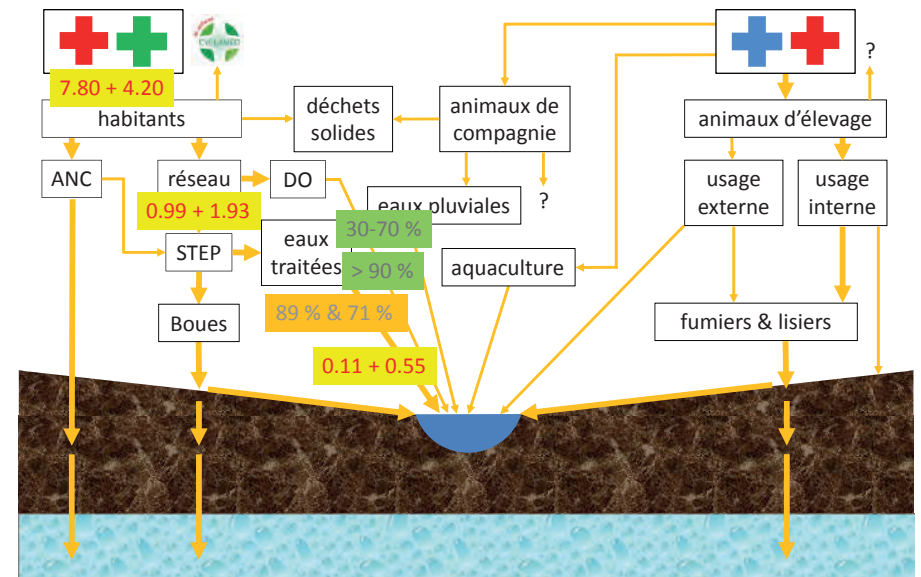 CYCLAMED
?
7.80 + 4.20
habitants
déchets
solides
animaux de
compagnie
animaux d'élevage
ANC
réseau
DO
eaux pluviales
?
usage
externe
usage
interne
0.99 + 1.93
30-70 %
STEP
eaux
traitées
> 90 %
aquaculture
89 % & 71 %
Boues
fumiers & lisiers
0.11 + 0.55